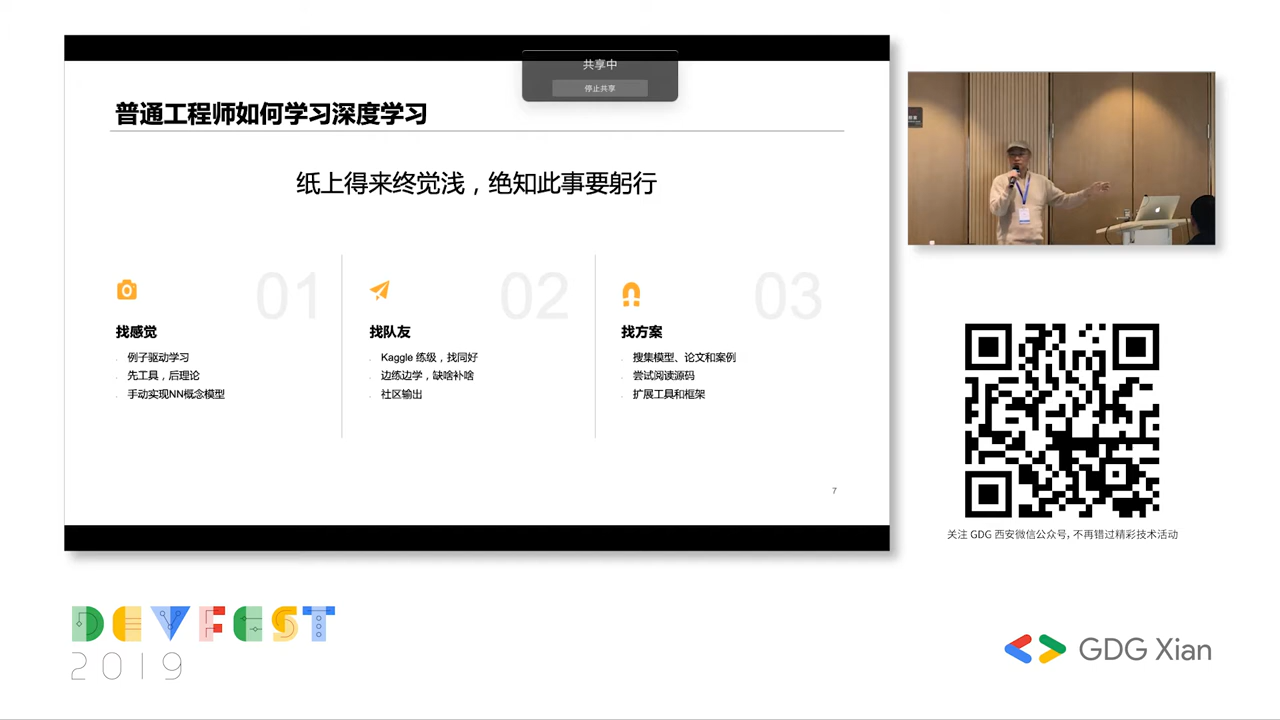 共享中
停止共享
普通工程师如何学习深度学习
纸上得来终觉浅，绝知此事要躬行
01
找感觉
例子驱动学习
先工具，后理论
手动实现NN概念模型
02
找队友
Kaggle 练级，找同好
边练边学，缺啥补啥
社区输出
03
找方案
搜集模型、论文和案例
尝试阅读源码
扩展工具和框架
7
关注 GDG 西安微信公众号, 不再错过精彩技术活动
DEVFEST
2019
GDG Xian